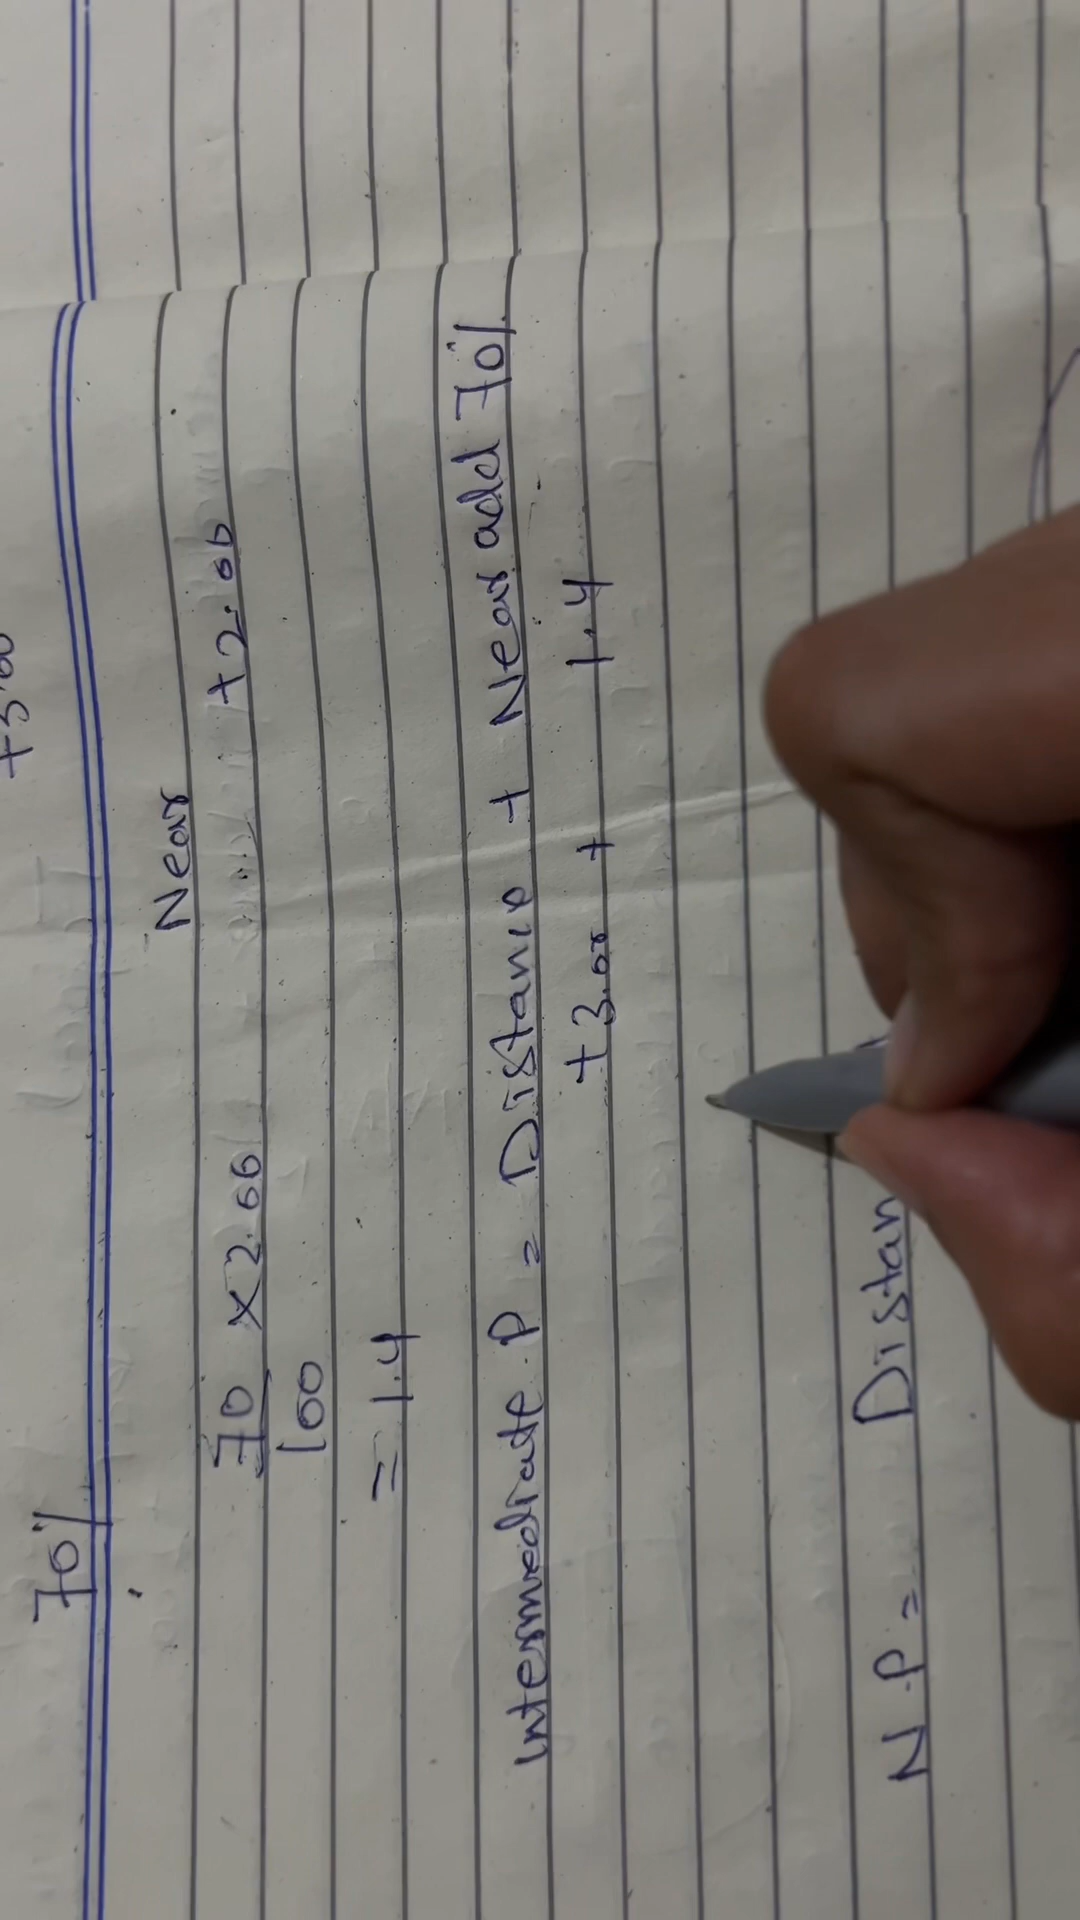 +3.00
70%
Near
70 × 2.00 +2.00
100
= 1.4
Intermediate. P = Distance + Near add 70%
+3.00 + 1.4
N.P = Distan